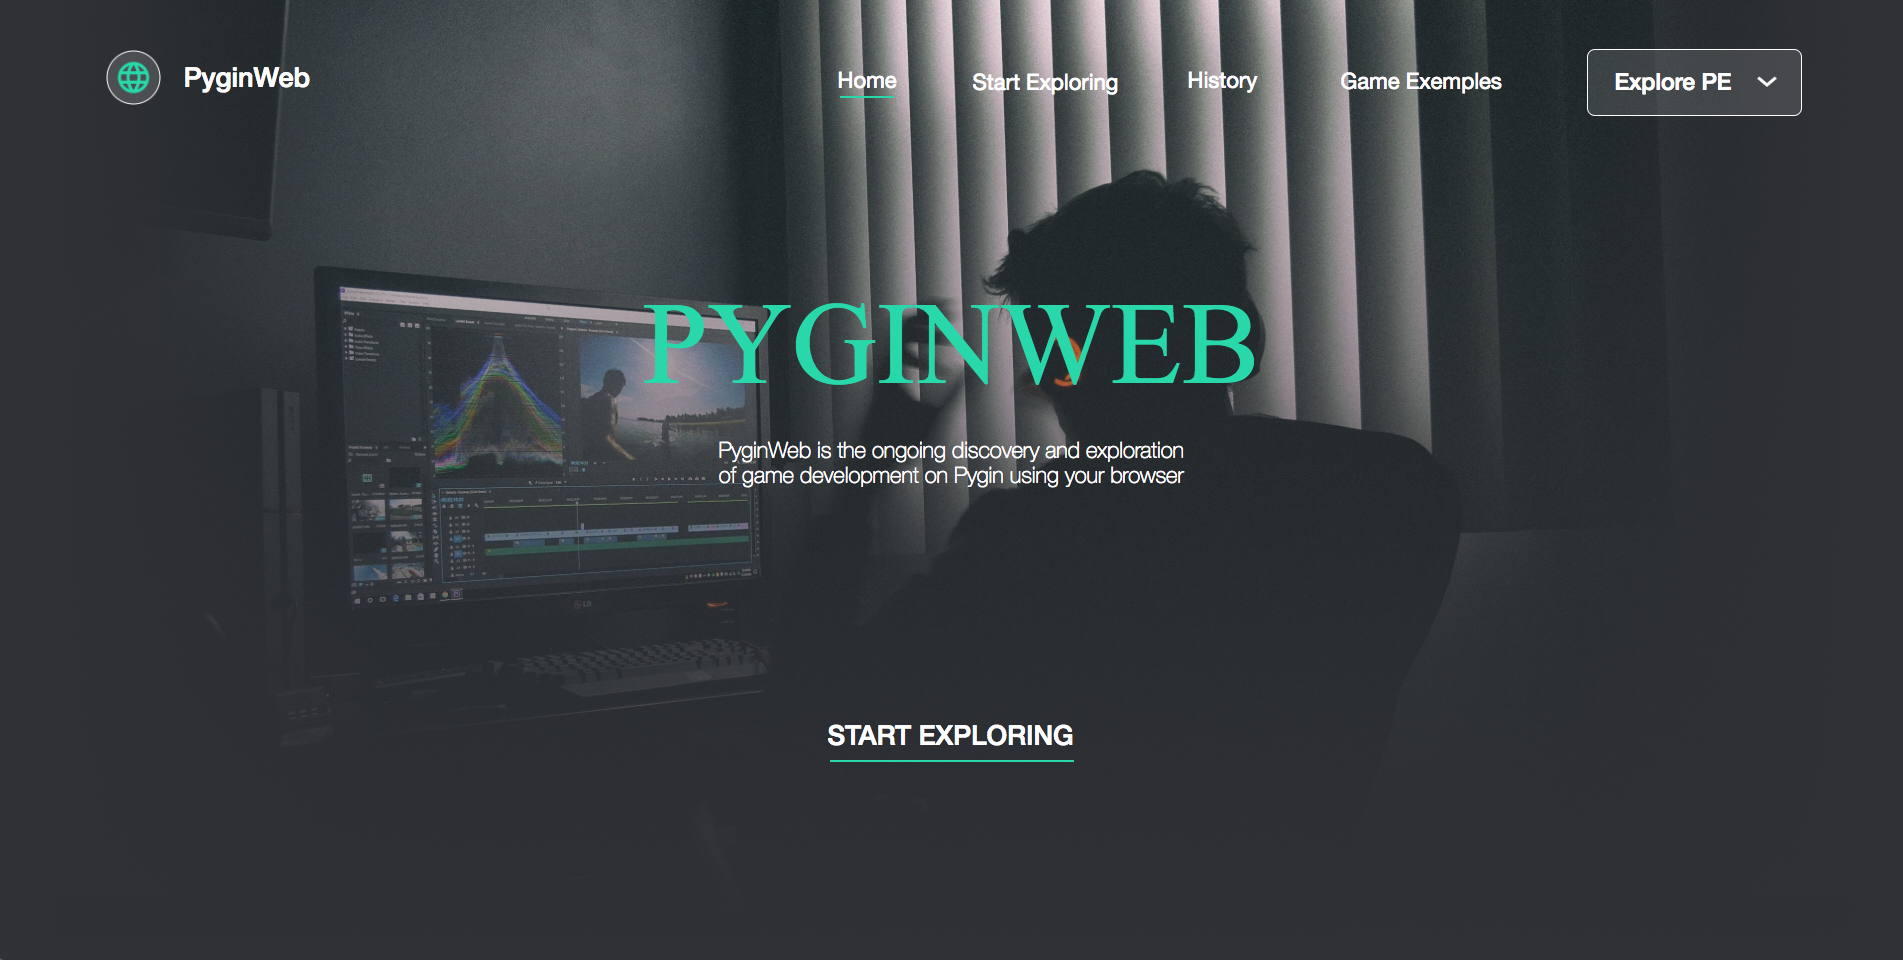 PyginWeb
Home
Start Exploring
History
Game Exemples
Explore PE
PYGINWEB
PyginWeb is the ongoing discovery and exploration
of game development on Pygin using your browser
LG
START EXPLORING